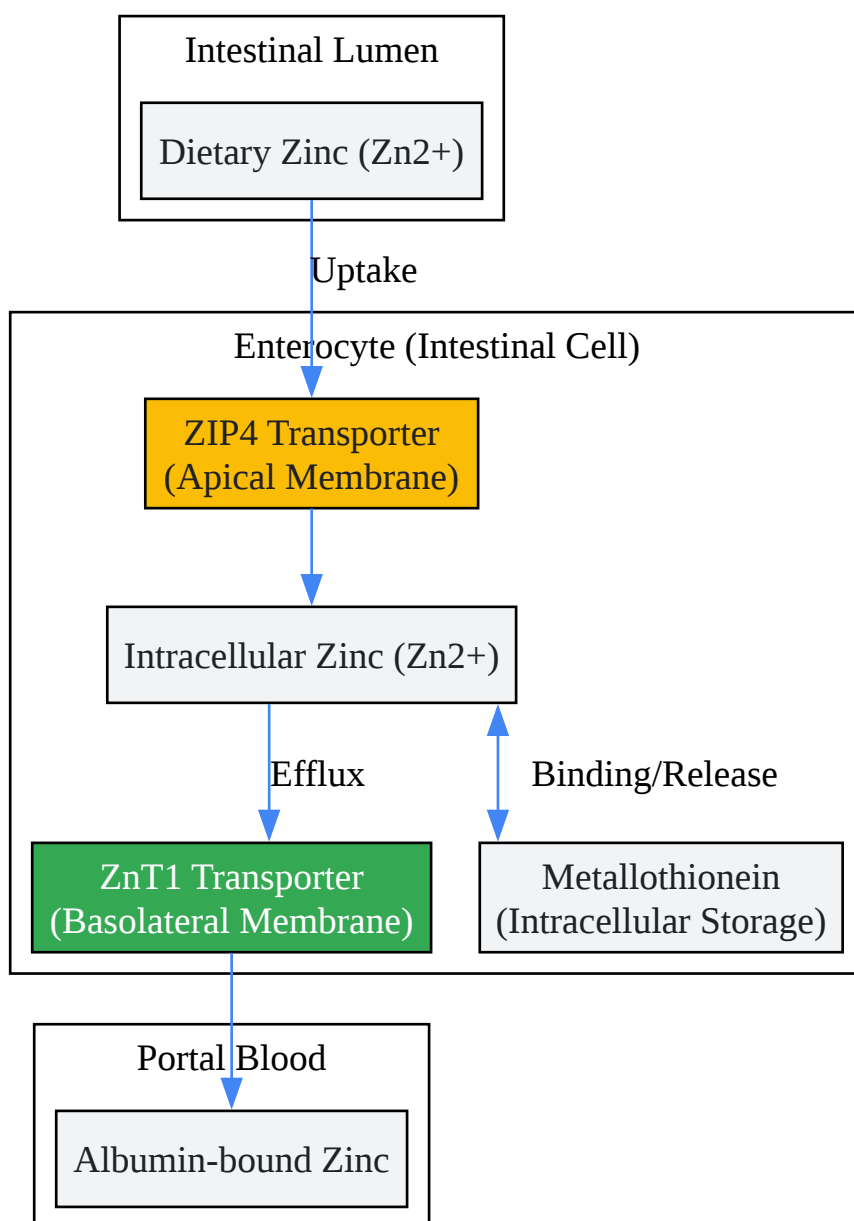 Intestinal Lumen
Dietary Zinc (Zn2+)
Uptake
Enterocyte (Intestinal Cell)
ZIP4 Transporter
(Apical Membrane)
Intracellular Zinc (Zn2+)
Efflux
Binding/Release
ZnT1 Transporter
(Basolateral Membrane)
Metallothionein
(Intracellular Storage)
Portal Blood
Albumin-bound Zinc